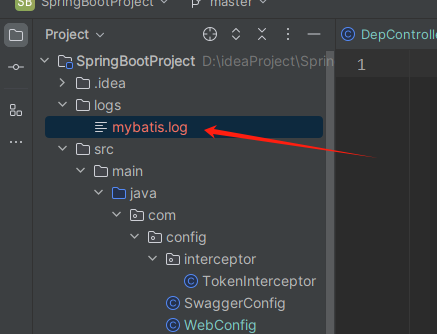 SB SpringBootProject master
Project
SpringBootProject D:\ideaProject\Sprin
.idea
logs
mybatis.log
src
main
java
com
config
interceptor
TokenInterceptor
SwaggerConfig
WebConfig
DepControlle
1